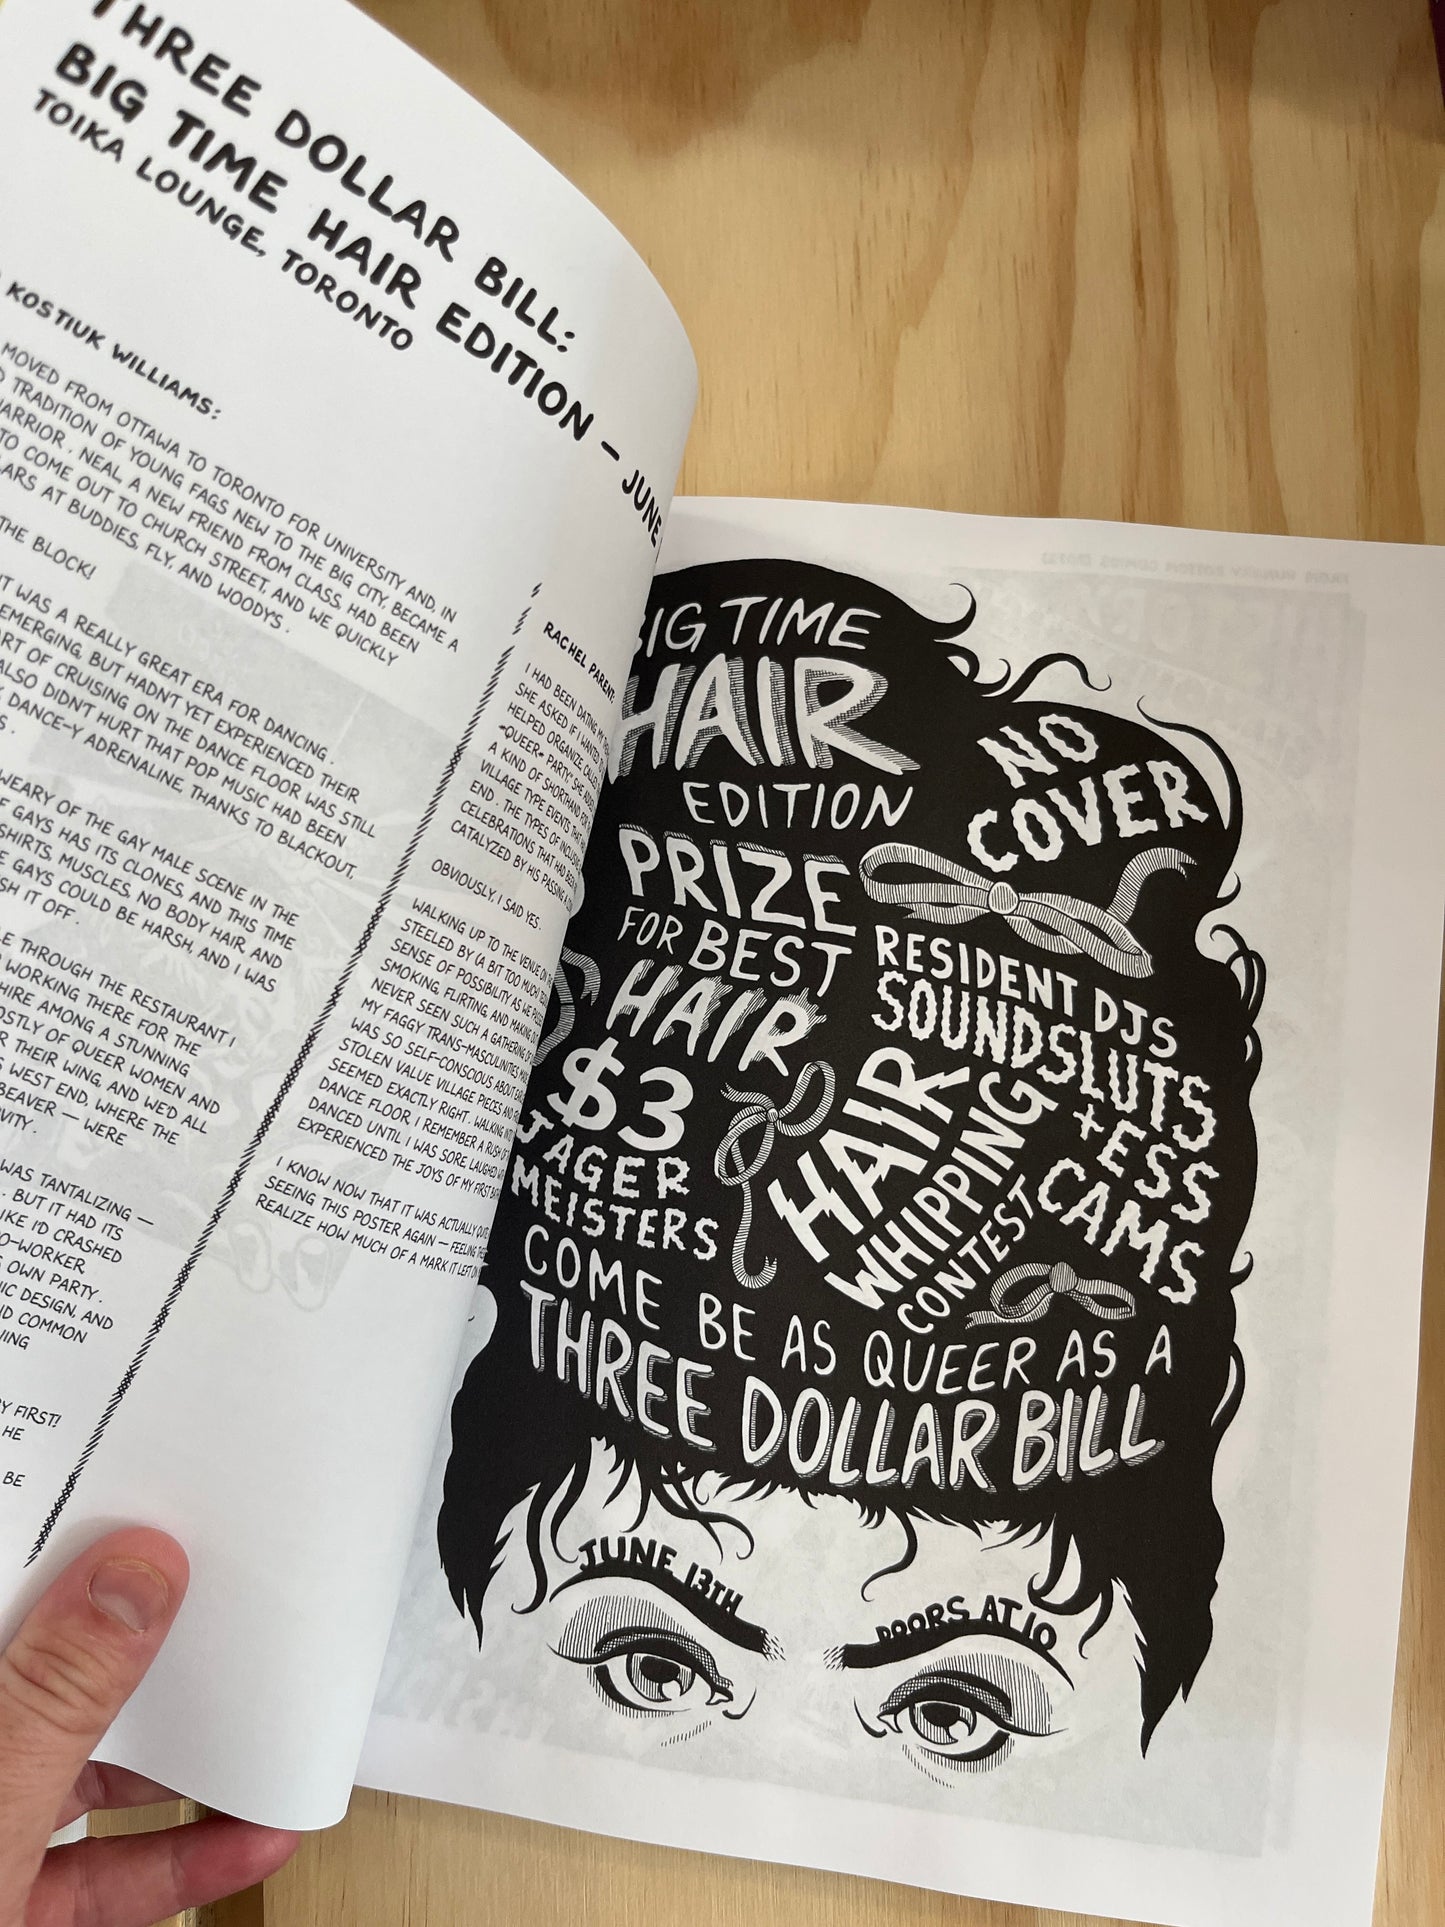 THREE DOLLAR BILL:
BIG TIME HAIR EDITION – JUNE
TOIKA LOUNGE, TORONTO
KOSTIUK WILLIAMS:
MOVED FROM OTTAWA TO TORONTO FOR UNIVERSITY AND, IN
TRADITION OF YOUNG FAGS NEW TO THE BIG CITY, BECAME A
NEAL, A NEW FRIEND FROM CLASS, HAD BEEN
TO COME OUT TO CHURCH STREET, AND WE QUICKLY
AT BUDDIES, FLY, AND WOODY'S .
THE BLOCK!
IT WAS A REALLY GREAT ERA FOR DANCING .
EMERGING, BUT HADN'T YET EXPERIENCED THEIR
OF CRUISING ON THE DANCE FLOOR WAS STILL
ALSO DIDN'T HURT THAT POP MUSIC HAD BEEN
DANCE-Y ADRENALINE, THANKS TO BLACKOUT,
WEARY OF THE GAY MALE SCENE IN THE
GAYS HAS ITS CLONES, AND THIS TIME
SHIRTS, MUSCLES, NO BODY HAIR, AND
GAYS COULD BE HARSH, AND I WAS
IT OFF .
THROUGH THE RESTAURANT I
WORKING THERE FOR THE
AMONG A STUNNING
OF QUEER WOMEN AND
THEIR WING, AND WE'D ALL
WEST END, WHERE THE
BEAVER — WERE
WAS TANTALIZING —
BUT IT HAD ITS
I'D CRASHED
CO-WORKER
OWN PARTY .
DESIGN, AND
COMMON
FIRST!
HE
BE
RACHEL PARENT:
I HAD BEEN DATING MY
SHE ASKED IF I WANTED
HELPED ORGANIZE, CALLED
"QUEER" PARTY." SHE
A KIND OF SHORTHAND FOR
VILLAGE TYPE EVENTS THAT
END . THE TYPES OF
CELEBRATIONS THAT HAD BEEN
CATALYZED BY HIS PASSING
OBVIOUSLY, I SAID YES .
WALKING UP TO THE VENUE ON
STEELED BY (A BIT TOO MUCH)
SENSE OF POSSIBILITY AS WE
SMOKING, FLIRTING, AND MAKING
NEVER SEEN SUCH A GATHERING OF
MY FAGGY TRANS-MASCULINITIES
WAS SO SELF-CONSCIOUS ABOUT
STOLEN VALUE VILLAGE PIECES AND
SEEMED EXACTLY RIGHT . WALKING
DANCE FLOOR, I REMEMBER A RUSH OF
DANCED UNTIL I WAS SORE, LAUGHED
EXPERIENCED THE JOYS OF MY FIRST
I KNOW NOW THAT IT WAS ACTUALLY
SEEING THIS POSTER AGAIN — FEELING
REALIZE HOW MUCH OF A MARK IT LEFT ON
BIG TIME
HAIR
EDITION
NO
COVER
PRIZE
FOR BEST
HAIR
RESIDENT DJS
SOUNDSLUTS
+ ESS
CAMS
$3
JAGER
MEISTERS
HAIR
WHIPPING
CONTEST
COME BE AS QUEER AS A
THREE DOLLAR BILL
JUNE 13TH
DOORS AT 10